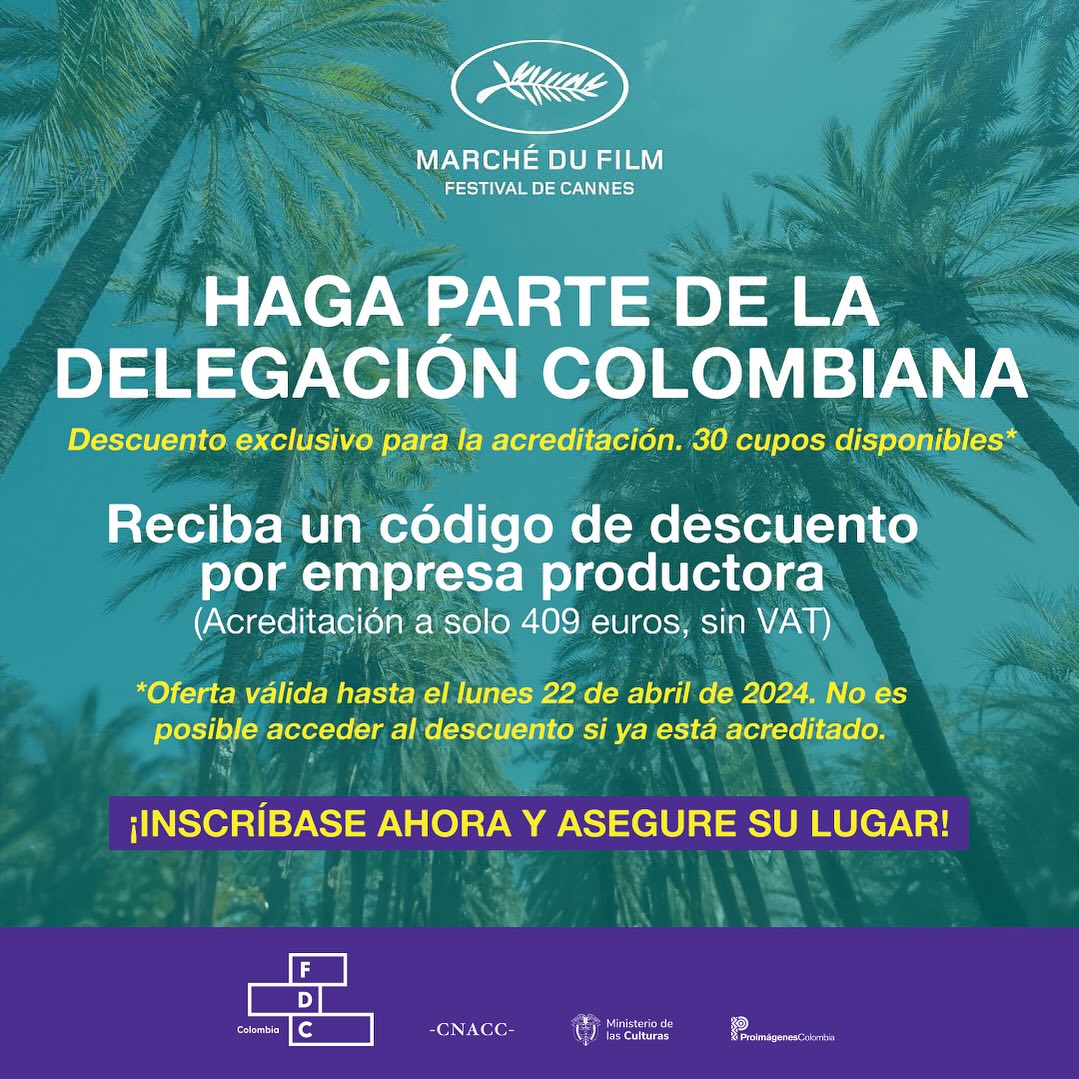 MARCHÉ DU FILM
FESTIVAL DE CANNES
HAGA PARTE DE LA
DELEGACIÓN COLOMBIANA
Descuento exclusivo para la acreditación. 30 cupos disponibles*
Reciba un código de descuento
por empresa productora
(Acreditación a solo 409 euros, sin VAT)
*Oferta válida hasta el lunes 22 de abril de 2024. No es
posible acceder al descuento si ya está acreditado.
¡INSCRÍBASE AHORA Y ASEGURE SU LUGAR!
F
D
Colombia C
-CNACC-
Ministerio de
las Culturas
ProimágenesColombia